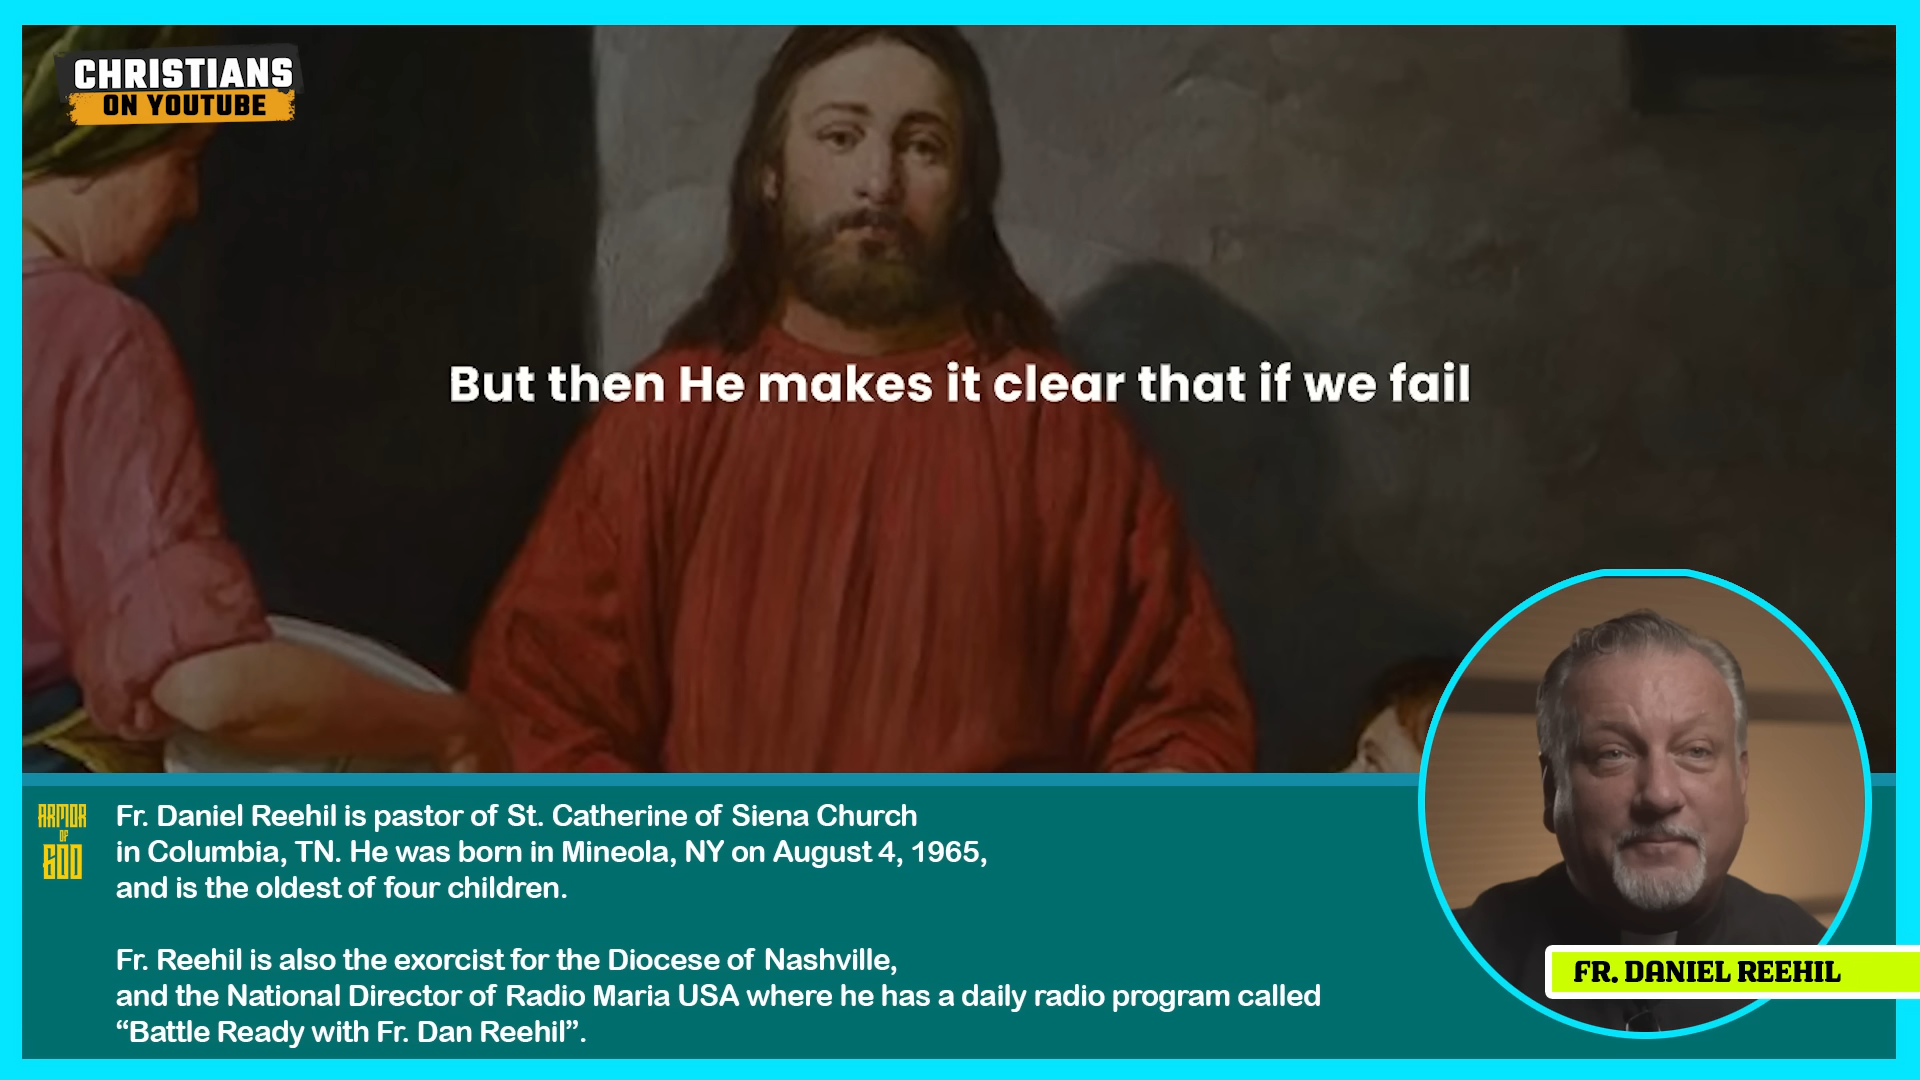 CHRISTIANS
ON YOUTUBE
But then He makes it clear that if we fail
ARMOR
OF
GOD
Fr. Daniel Reehil is pastor of St. Catherine of Siena Church
in Columbia, TN. He was born in Mineola, NY on August 4, 1965,
and is the oldest of four children.
Fr. Reehil is also the exorcist for the Diocese of Nashville,
and the National Director of Radio Maria USA where he has a daily radio program called
“Battle Ready with Fr. Dan Reehil”.
FR. DANIEL REEHIL